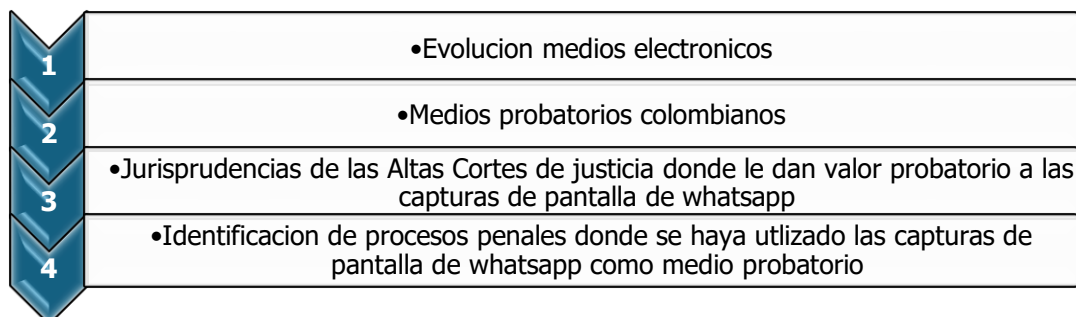 1
•Evolucion medios electronicos
2
•Medios probatorios colombianos
3
•Jurisprudencias de las Altas Cortes de justicia donde le dan valor probatorio a las
capturas de pantalla de whatsapp
4
•Identificacion de procesos penales donde se haya utlizado las capturas de
pantalla de whatsapp como medio probatorio